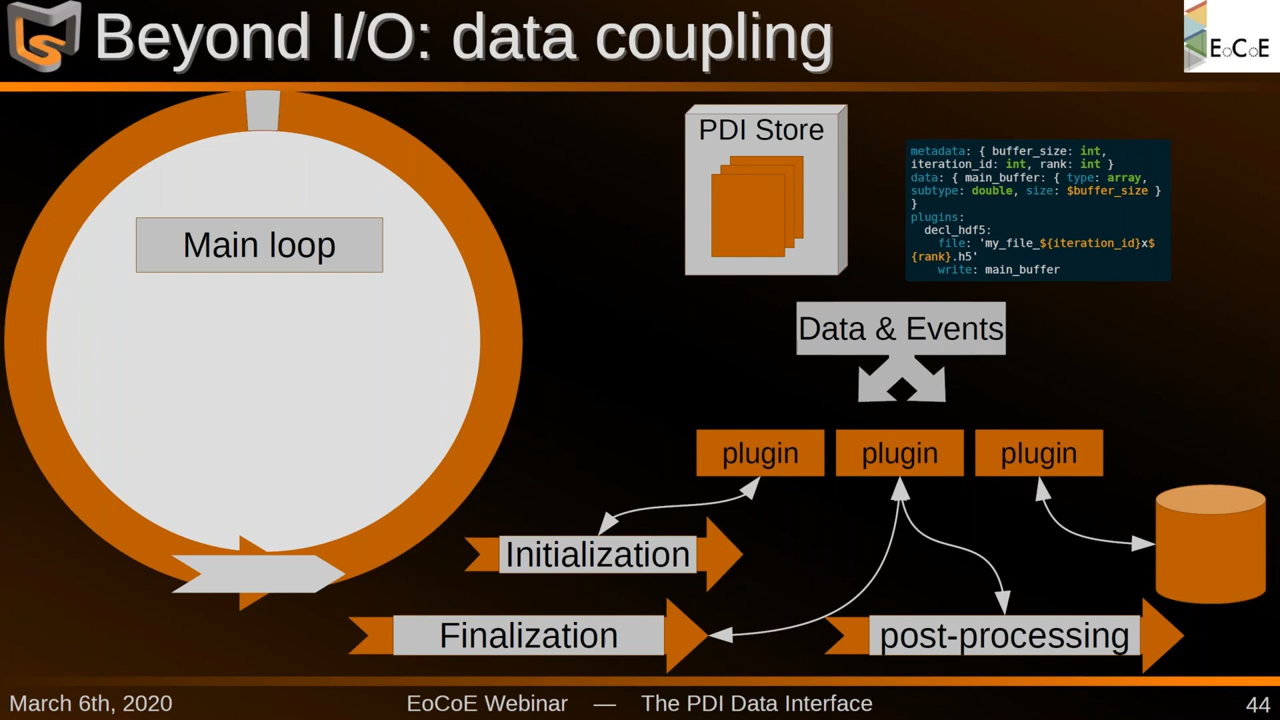 Beyond I/O: data coupling
EoCoE
PDI Store
metadata: { buffer_size: int,
iteration_id: int, rank: int }
data: { main_buffer: { type: array,
subtype: double, size: $buffer_size }
}
plugins:
decl_hdf5:
file: 'my_file_${iteration_id}x$
{rank}.h5'
write: main_buffer
Main loop
Data & Events
plugin
plugin
plugin
Initialization
Finalization
post-processing
March 6th, 2020
EoCoE Webinar — The PDI Data Interface
44